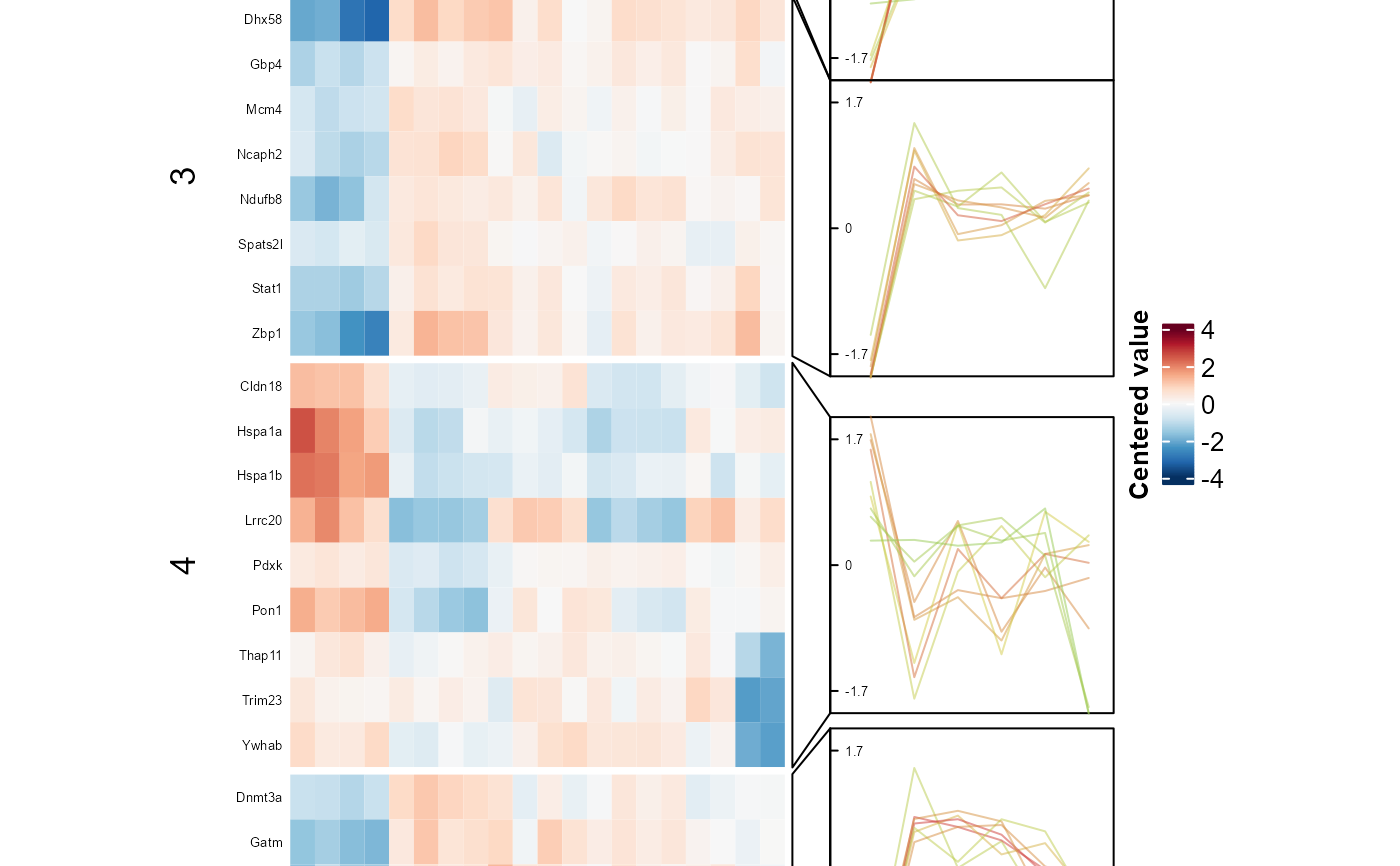 Dhx58
Gbp4
Mcm4
Ncaph2
Ndufb8
Spats2l
Stat1
Zbp1
3
Cldn18
Hspa1a
Hspa1b
Lrrc20
Pdxk
Pon1
Thap11
Trim23
Ywhab
4
Dnmt3a
Gatm
-1.7
1.7
0
-1.7
1.7
0
-1.7
1.7
Centered value
4
2
0
-2
-4